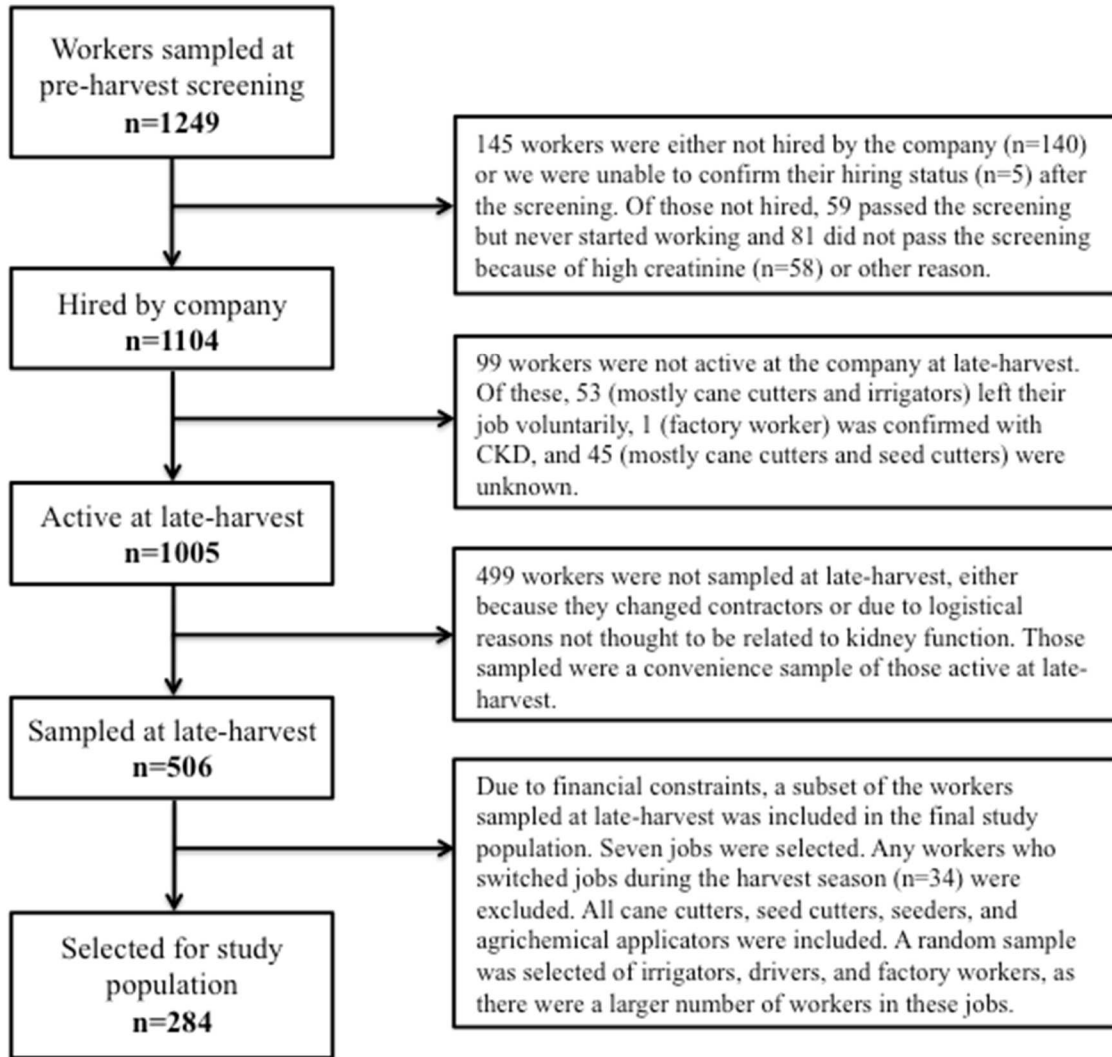 Workers sampled at
pre-harvest screening
n=1249
145 workers were either not hired by the company (n=140)
or we were unable to confirm their hiring status (n=5) after
the screening. Of those not hired, 59 passed the screening
but never started working and 81 did not pass the screening
because of high creatinine (n=58) or other reason.
Hired by company
n=1104
99 workers were not active at the company at late-harvest.
Of these, 53 (mostly cane cutters and irrigators) left their
job voluntarily, 1 (factory worker) was confirmed with
CKD, and 45 (mostly cane cutters and seed cutters) were
unknown.
Active at late-harvest
n=1005
499 workers were not sampled at late-harvest, either
because they changed contractors or due to logistical
reasons not thought to be related to kidney function. Those
sampled were a convenience sample of those active at late-
harvest.
Sampled at late-harvest
n=506
Due to financial constraints, a subset of the workers
sampled at late-harvest was included in the final study
population. Seven jobs were selected. Any workers who
switched jobs during the harvest season (n=34) were
excluded. All cane cutters, seed cutters, seeders, and
agrichemical applicators were included. A random sample
was selected of irrigators, drivers, and factory workers, as
there were a larger number of workers in these jobs.
Selected for study
population
n=284